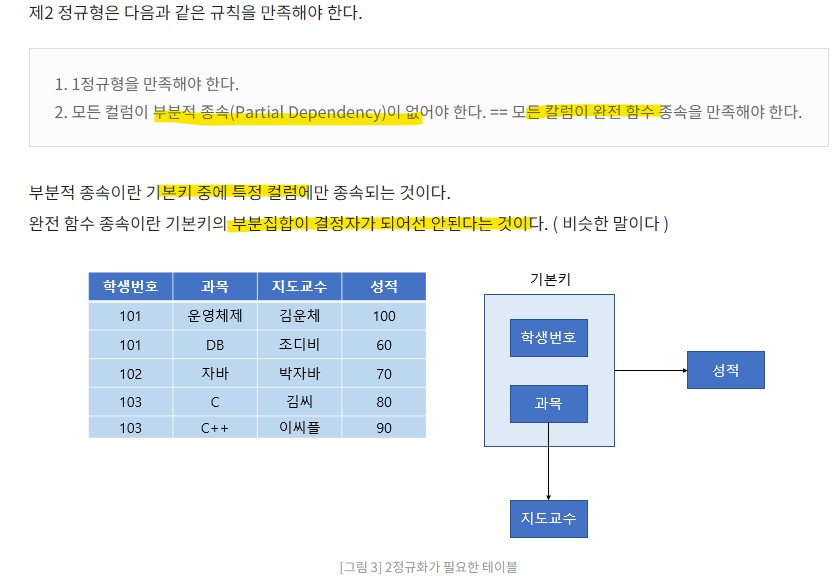 제2 정규형은 다음과 같은 규칙을 만족해야 한다.
1. 1정규형을 만족해야 한다.
2. 모든 컬럼이 부분적 종속(Partial Dependency)이 없어야 한다. == 모든 칼럼이 완전 함수 종속을 만족해야 한다.
부분적 종속이란 기본키 중에 특정 컬럼에만 종속되는 것이다.
완전 함수 종속이란 기본키의 부분집합이 결정자가 되어선 안된다는 것이다. ( 비슷한 말이다 )
학생번호 과목 지도교수 성적
101 운영체제 김운체 100
101 DB 조디비 60
102 자바 박자바 70
103 C 김씨 80
103 C++ 이씨플 90
기본키
학생번호
과목
성적
지도교수
[그림 3] 2정규화가 필요한 테이블